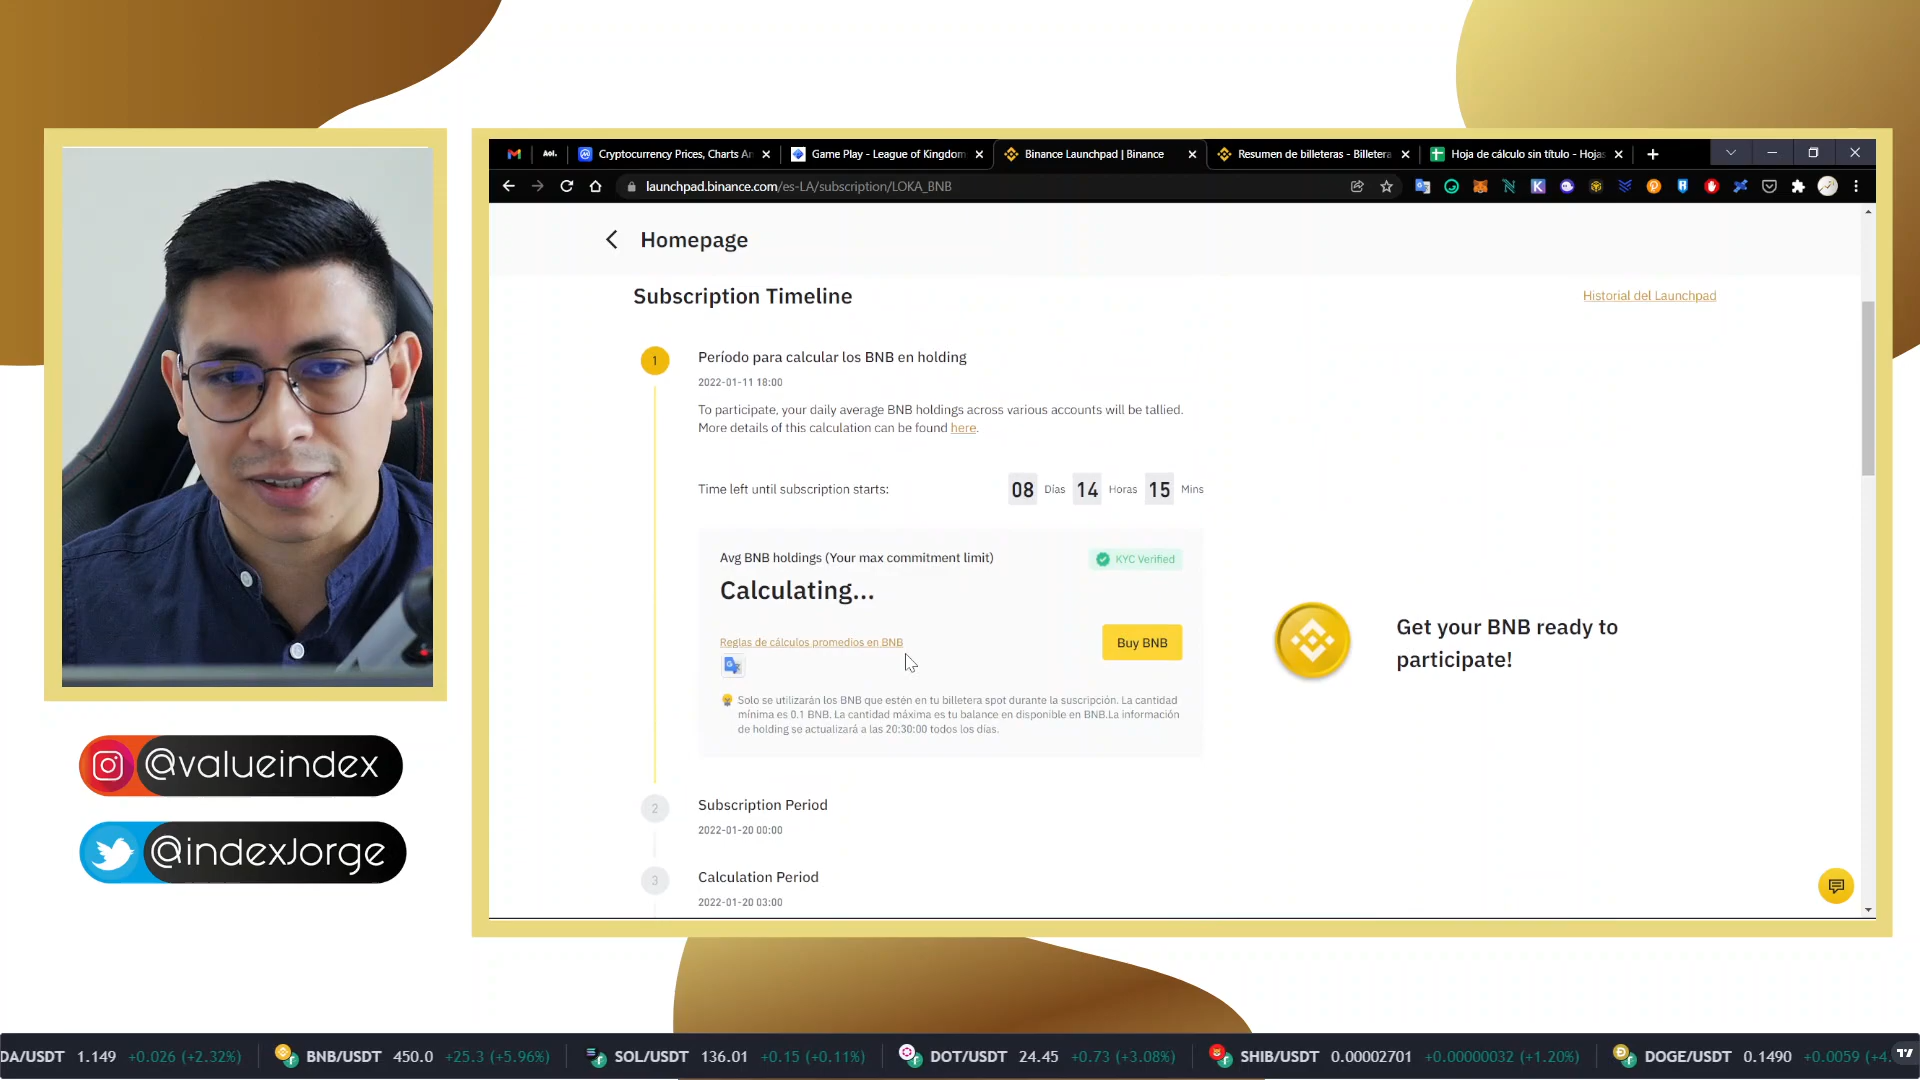 Aol.
Cryptocurrency Prices, Charts An
Game Play - League of Kingdom
Binance Launchpad | Binance
Resumen de billeteras - Billetera
Hoja de cálculo sin título - Hojas
launchpad.binance.com/es-LA/subscription/LOKA_BNB
Homepage
Subscription Timeline
Historial del Launchpad
1
Período para calcular los BNB en holding
2022-01-11 18:00
To participate, your daily average BNB holdings across various accounts will be tallied.
More details of this calculation can be found here.
Time left until subscription starts:
08 Días 14 Horas 15 Mins
Avg BNB holdings (Your max commitment limit)
KYC Verified
Calculating...
Reglas de cálculos promedios en BNB
Buy BNB
Solo se utilizarán los BNB que estén en tu billetera spot durante la suscripción. La cantidad
mínima es 0.1 BNB. La cantidad máxima es tu balance en disponible en BNB.La información
de holding se actualizará a las 20:30:00 todos los días.
Get your BNB ready to
participate!
2
Subscription Period
2022-01-20 00:00
3
Calculation Period
2022-01-20 03:00
@valueindex
@indexJorge
DA/USDT 1.149 +0.026 (+2.32%) BNB/USDT 450.0 +25.3 (+5.96%) SOL/USDT 136.01 +0.15 (+0.11%) DOT/USDT 24.45 +0.73 (+3.08%) SHIB/USDT 0.00002701 +0.00000032 (+1.20%) DOGE/USDT 0.1490 +0.0059 (+4.